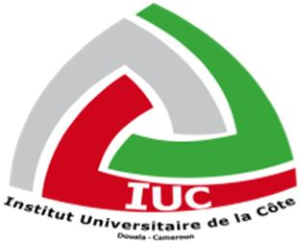 IUC
Institut Universitaire de la Côte
Douala - Cameroun